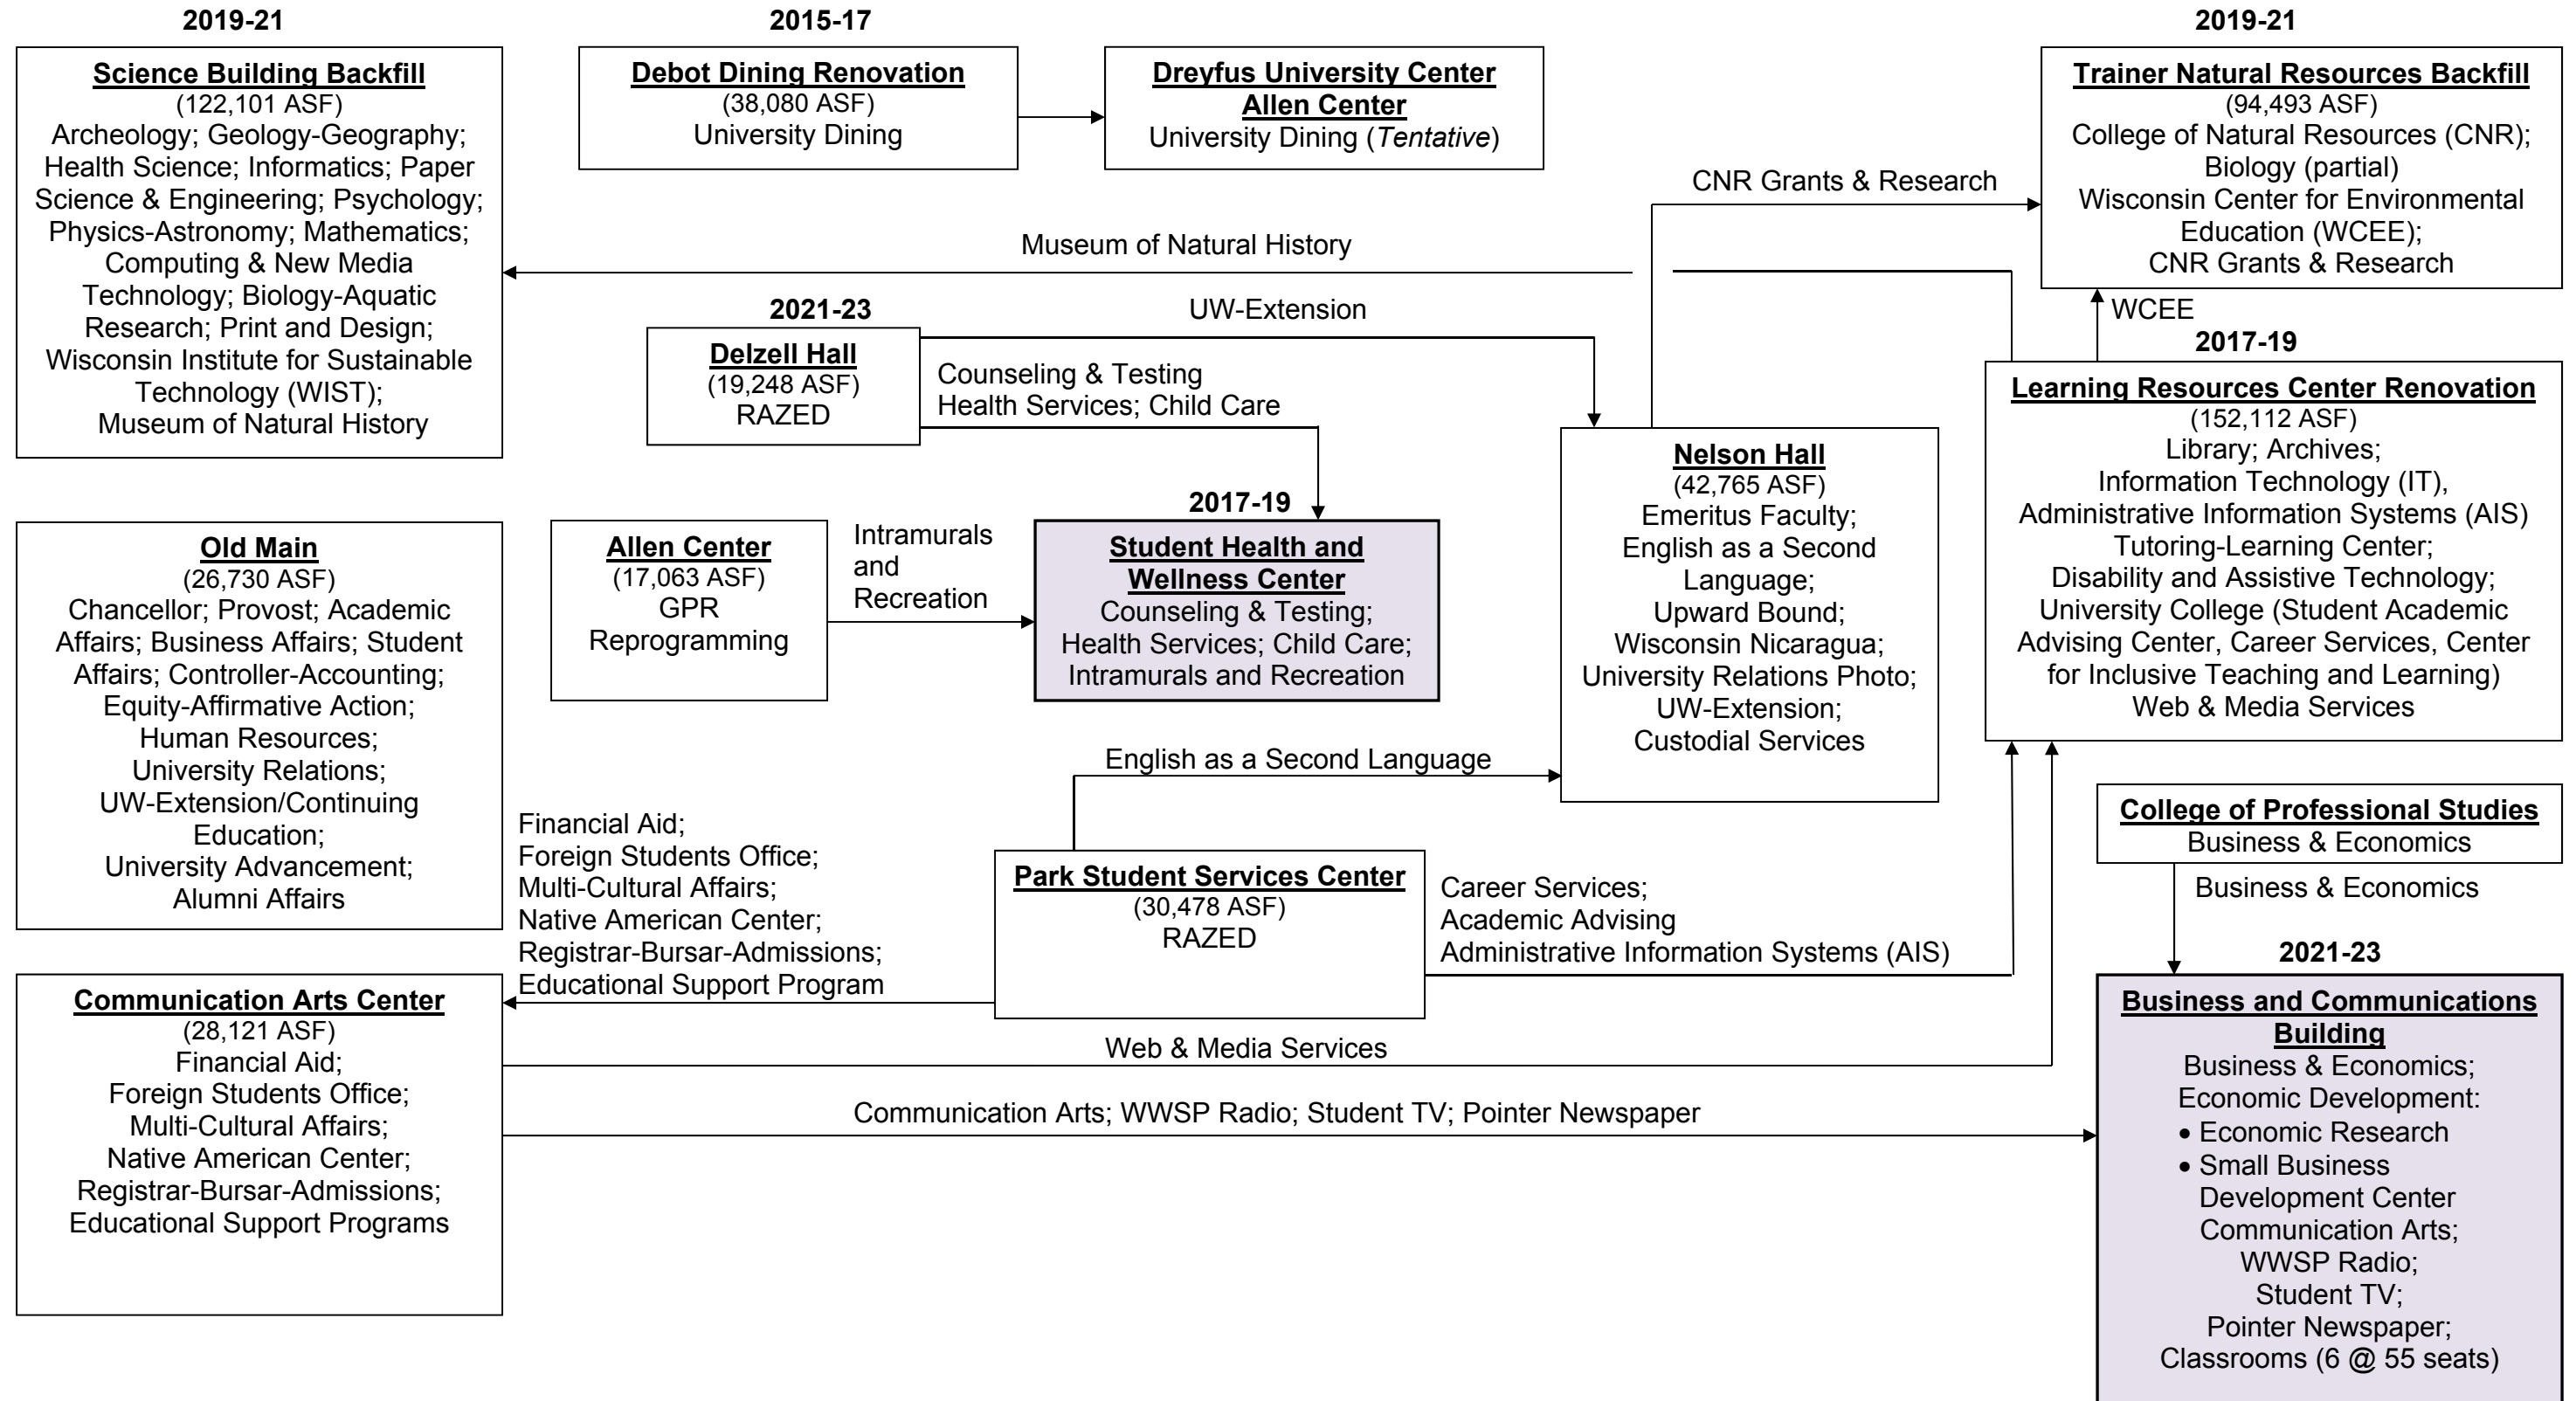 2019-21
Science Building Backfill
(122,101 ASF)
Archeology; Geology-Geography;
Health Science; Informatics; Paper
Science & Engineering; Psychology;
Physics-Astronomy; Mathematics;
Computing & New Media
Technology; Biology-Aquatic
Research; Print and Design;
Wisconsin Institute for Sustainable
Technology (WIST);
Museum of Natural History
2015-17
Debot Dining Renovation
(38,080 ASF)
University Dining
Dreyfus University Center
Allen Center
University Dining (Tentative)
2019-21
Trainer Natural Resources Backfill
(94,493 ASF)
College of Natural Resources (CNR);
Biology (partial)
Wisconsin Center for Environmental
Education (WCEE);
CNR Grants & Research
CNR Grants & Research
Museum of Natural History
WCEE
2021-23
Delzell Hall
(19,248 ASF)
RAZED
UW-Extension
Counseling & Testing
Health Services; Child Care
2017-19
Learning Resources Center Renovation
(152,112 ASF)
Library; Archives;
Information Technology (IT),
Administrative Information Systems (AIS)
Tutoring-Learning Center;
Disability and Assistive Technology;
University College (Student Academic
Advising Center, Career Services, Center
for Inclusive Teaching and Learning)
Web & Media Services
Nelson Hall
(42,765 ASF)
Emeritus Faculty;
English as a Second
Language;
Upward Bound;
Wisconsin Nicaragua;
University Relations Photo;
UW-Extension;
Custodial Services
Old Main
(26,730 ASF)
Chancellor; Provost; Academic
Affairs; Business Affairs; Student
Affairs; Controller-Accounting;
Equity-Affirmative Action;
Human Resources;
University Relations;
UW-Extension/Continuing
Education;
University Advancement;
Alumni Affairs
Allen Center
(17,063 ASF)
GPR
Reprogramming
Intramurals
and
Recreation
2017-19
Student Health and
Wellness Center
Counseling & Testing;
Health Services; Child Care;
Intramurals and Recreation
English as a Second Language
Financial Aid;
Foreign Students Office;
Multi-Cultural Affairs;
Native American Center;
Registrar-Bursar-Admissions;
Educational Support Program
Park Student Services Center
(30,478 ASF)
RAZED
Career Services;
Academic Advising
Administrative Information Systems (AIS)
College of Professional Studies
Business & Economics
Business & Economics
Communication Arts Center
(28,121 ASF)
Financial Aid;
Foreign Students Office;
Multi-Cultural Affairs;
Native American Center;
Registrar-Bursar-Admissions;
Educational Support Programs
Web & Media Services
Communication Arts; WWSP Radio; Student TV; Pointer Newspaper
2021-23
Business and Communications
Building
Business & Economics;
Economic Development:
• Economic Research
• Small Business
Development Center
Communication Arts;
WWSP Radio;
Student TV;
Pointer Newspaper;
Classrooms (6 @ 55 seats)